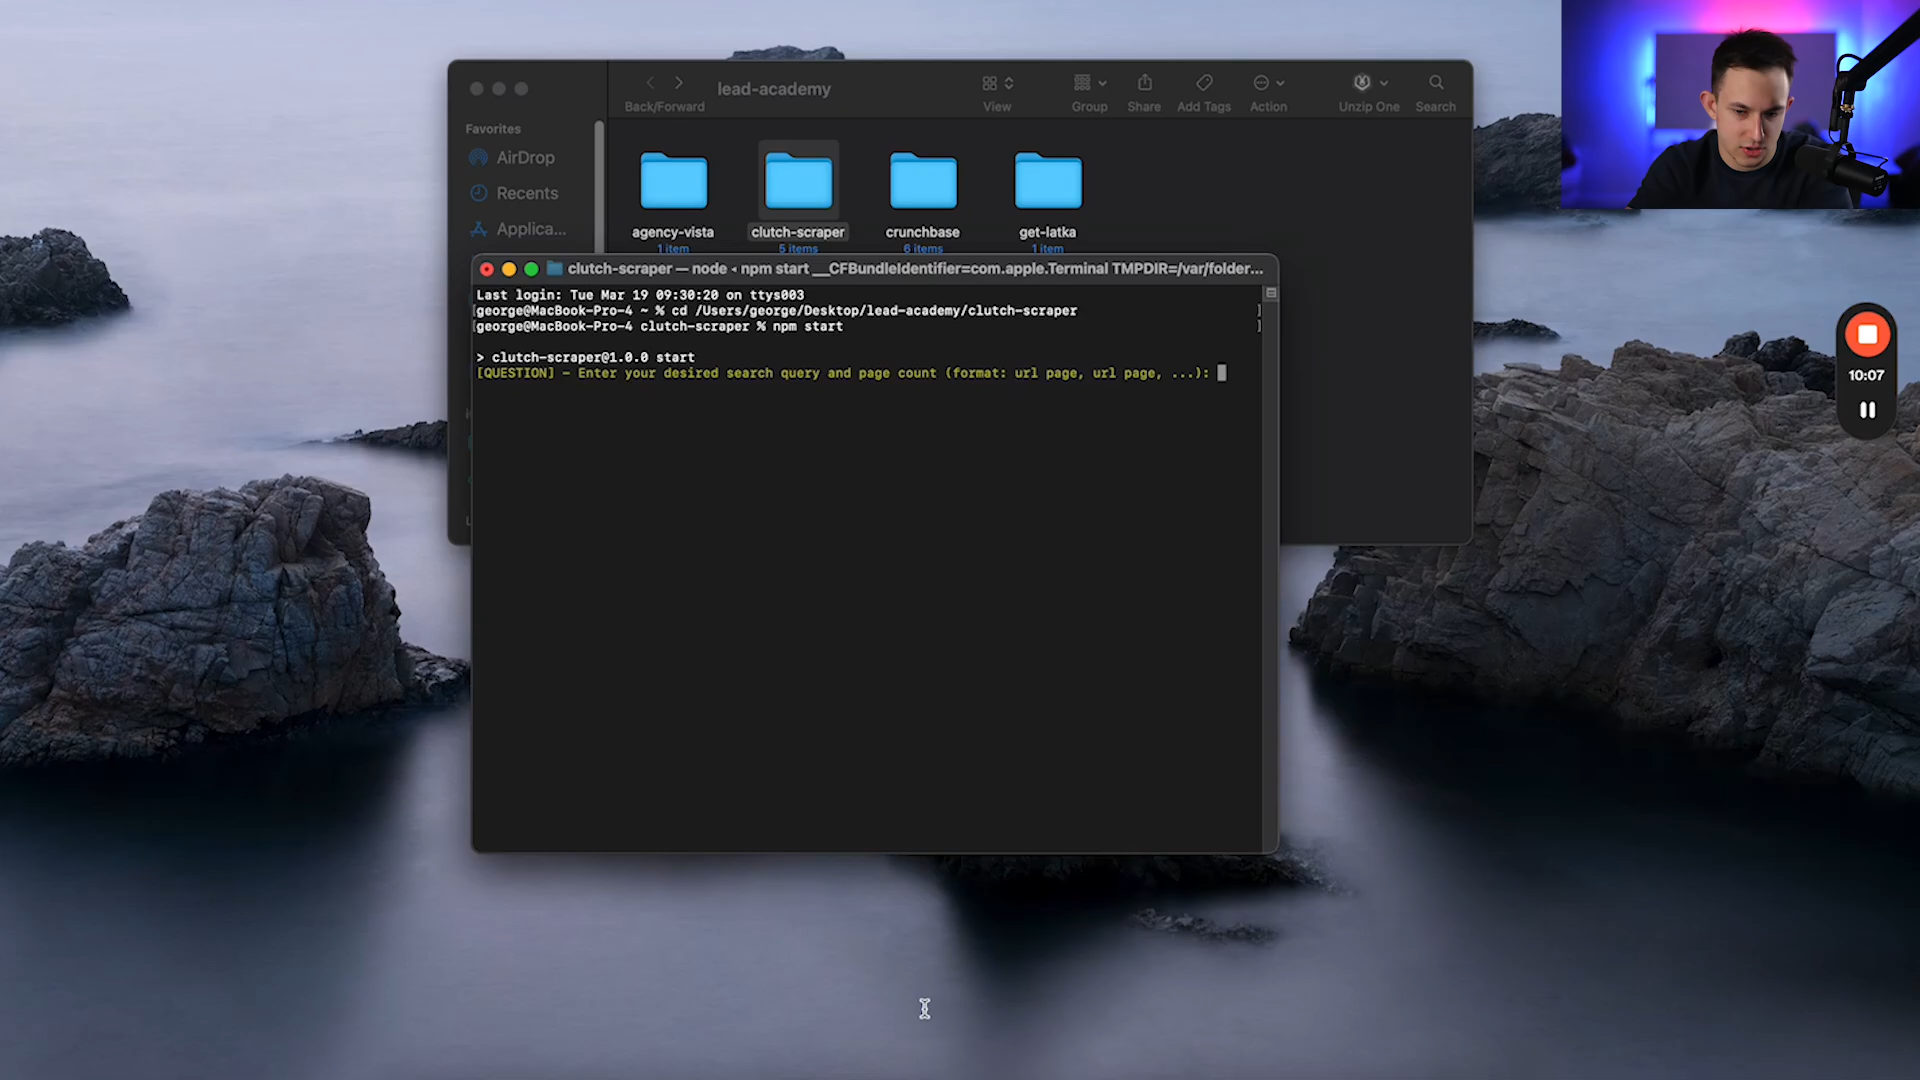 lead-academy
Back/Forward
View
Group
Share
Add Tags
Action
Unzip One
Search
Favorites
AirDrop
Recents
Applica...
agency-vista
1 item
clutch-scraper
5 items
crunchbase
6 items
get-latka
1 item
clutch-scraper — node ◂ npm start __CFBundleIdentifier=com.apple.Terminal TMPDIR=/var/folder...
Last login: Tue Mar 19 09:30:20 on ttys003
[george@MacBook-Pro-4 ~ % cd /Users/george/Desktop/lead-academy/clutch-scraper ]
[george@MacBook-Pro-4 clutch-scraper % npm start ]
> clutch-scraper@1.0.0 start
[QUESTION] - Enter your desired search query and page count (format: url page, url page, ...):
10:07